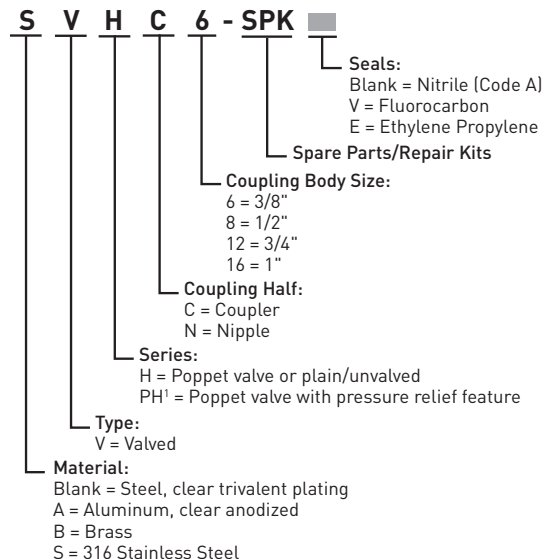 S V H C 6 - SPK
Seals:
Blank = Nitrile (Code A)
V = Fluorocarbon
E = Ethylene Propylene
Spare Parts/Repair Kits
Coupling Body Size:
6 = 3/8"
8 = 1/2"
12 = 3/4"
16 = 1"
Coupling Half:
C = Coupler
N = Nipple
Series:
H = Poppet valve or plain/unvalved
PH¹ = Poppet valve with pressure relief feature
Type:
V = Valved
Material:
Blank = Steel, clear trivalent plating
A = Aluminum, clear anodized
B = Brass
S = 316 Stainless Steel